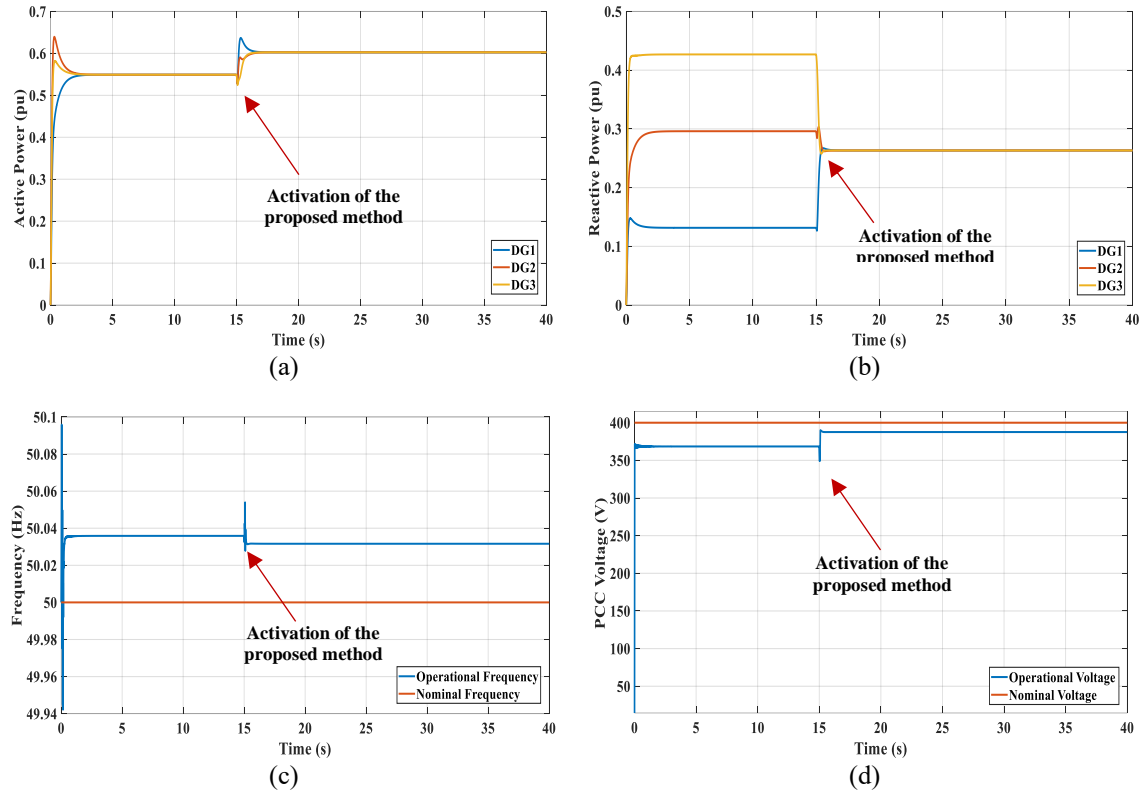 0.7
0.6
0.5
0.4
0.3
0.2
0.1
0
Active Power (pu)
Activation of the
proposed method
DG1
DG2
DG3
0 5 10 15 20 25 30 35 40
Time (s)
(a)
0.5
0.4
0.3
0.2
0.1
0
Reactive Power (pu)
Activation of the
proposed method
DG1
DG2
DG3
0 5 10 15 20 25 30 35 40
Time (s)
(b)
50.1
50.08
50.06
50.04
50.02
50
49.98
49.96
49.94
Frequency (Hz)
Activation of the
proposed method
Operational Frequency
Nominal Frequency
0 5 10 15 20 25 30 35 40
Time (s)
(c)
400
350
300
250
200
150
100
50
PCC Voltage (V)
Activation of the
proposed method
Operational Voltage
Nominal Voltage
0 5 10 15 20 25 30 35 40
Time (s)
(d)